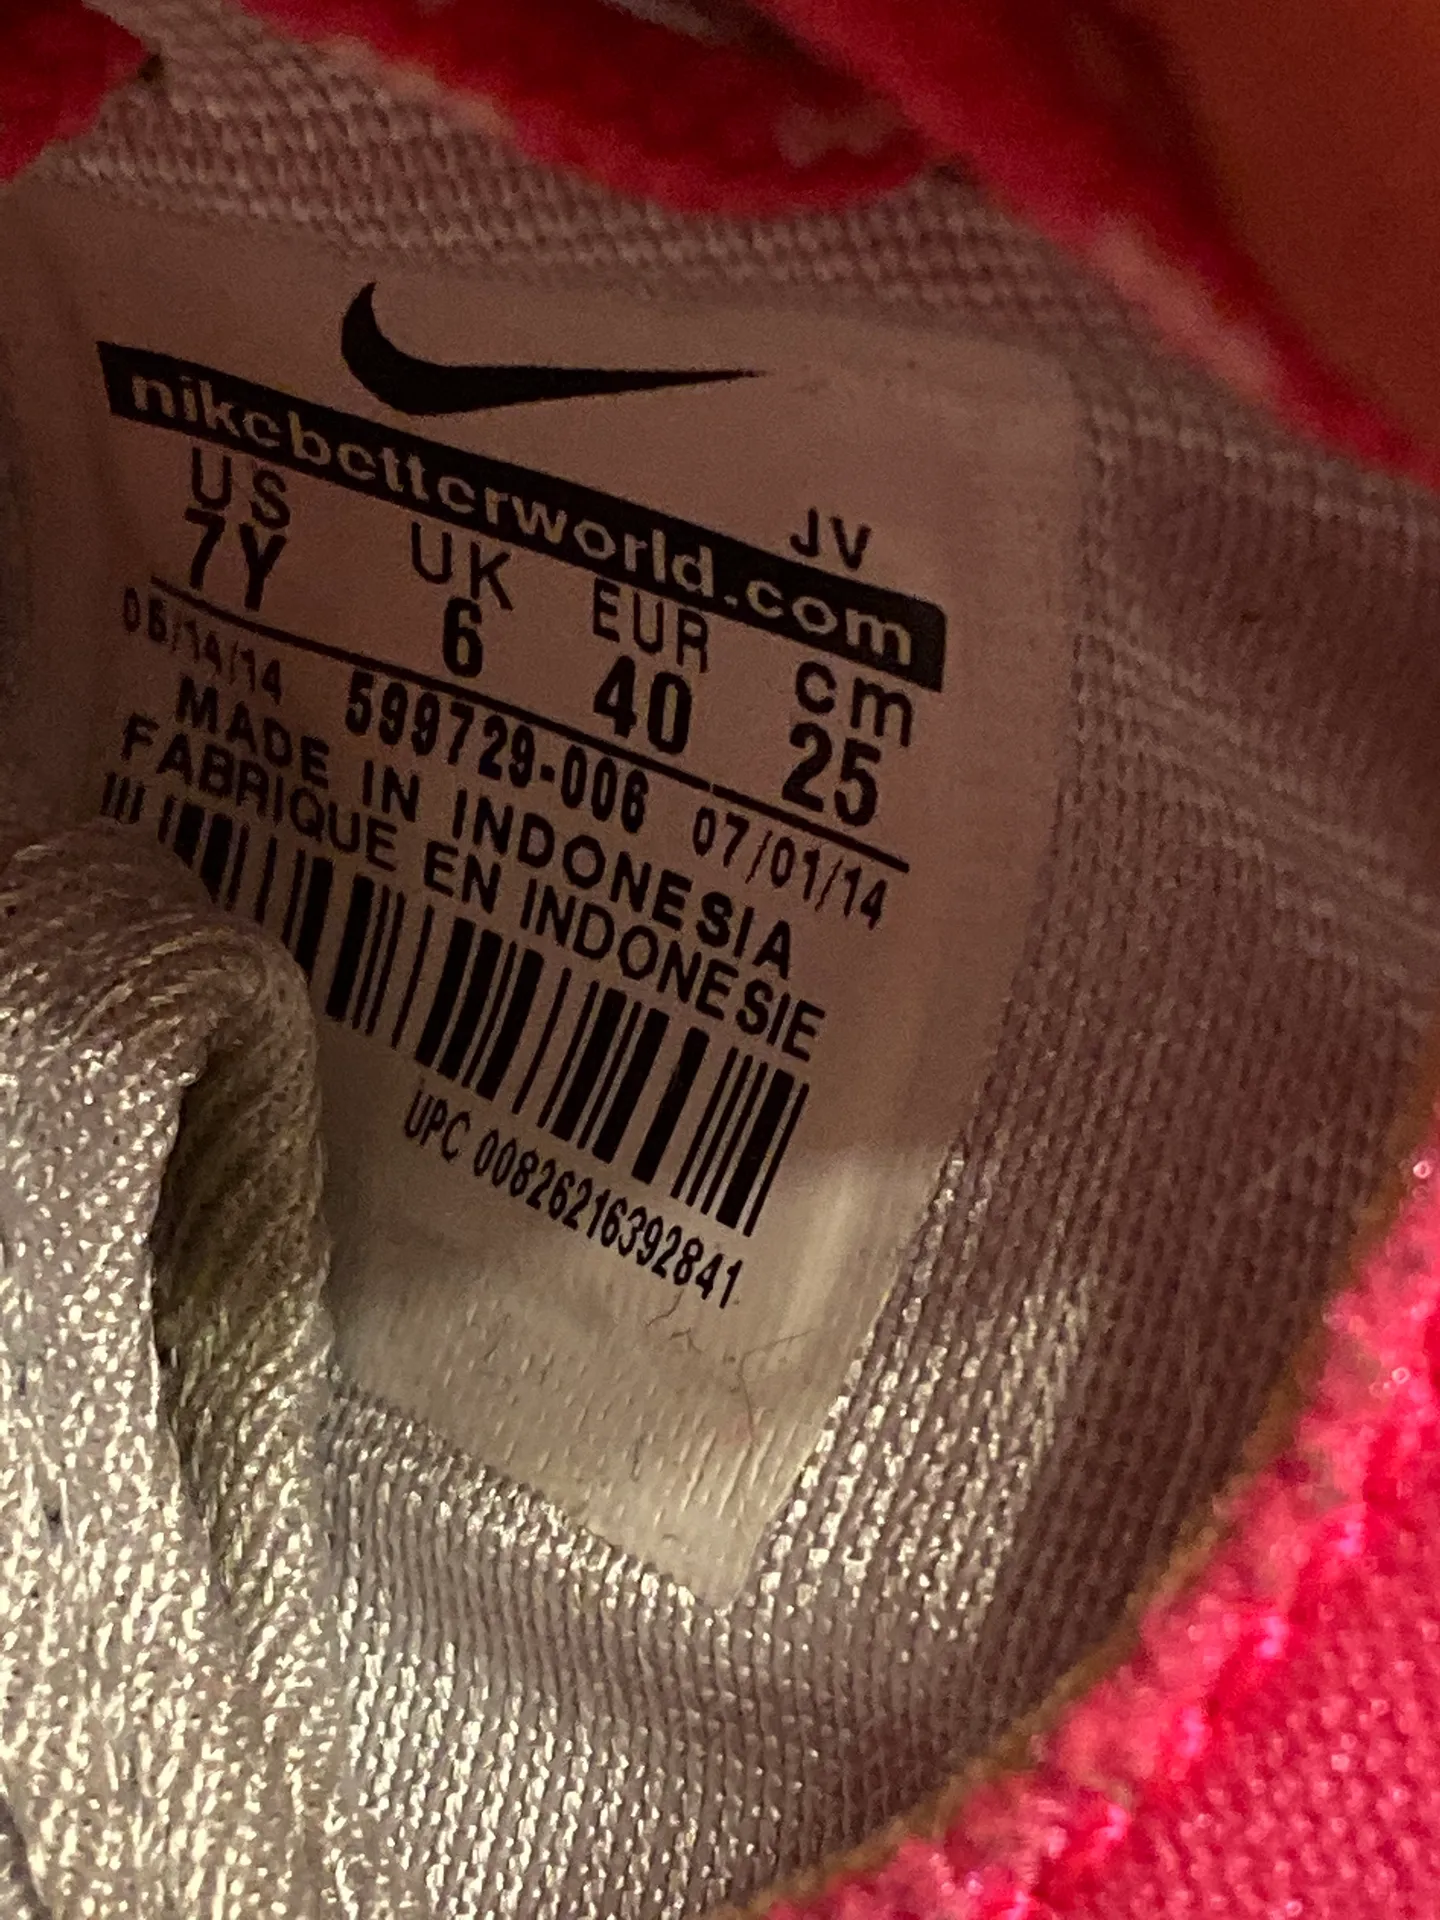 nikebetterworld.com
JV
US UK EUR cm
7Y 6 40 25
05/14/14 599729-006 07/01/14
MADE IN INDONESIA
FABRIQUE EN INDONESIE
UPC 00826216392841